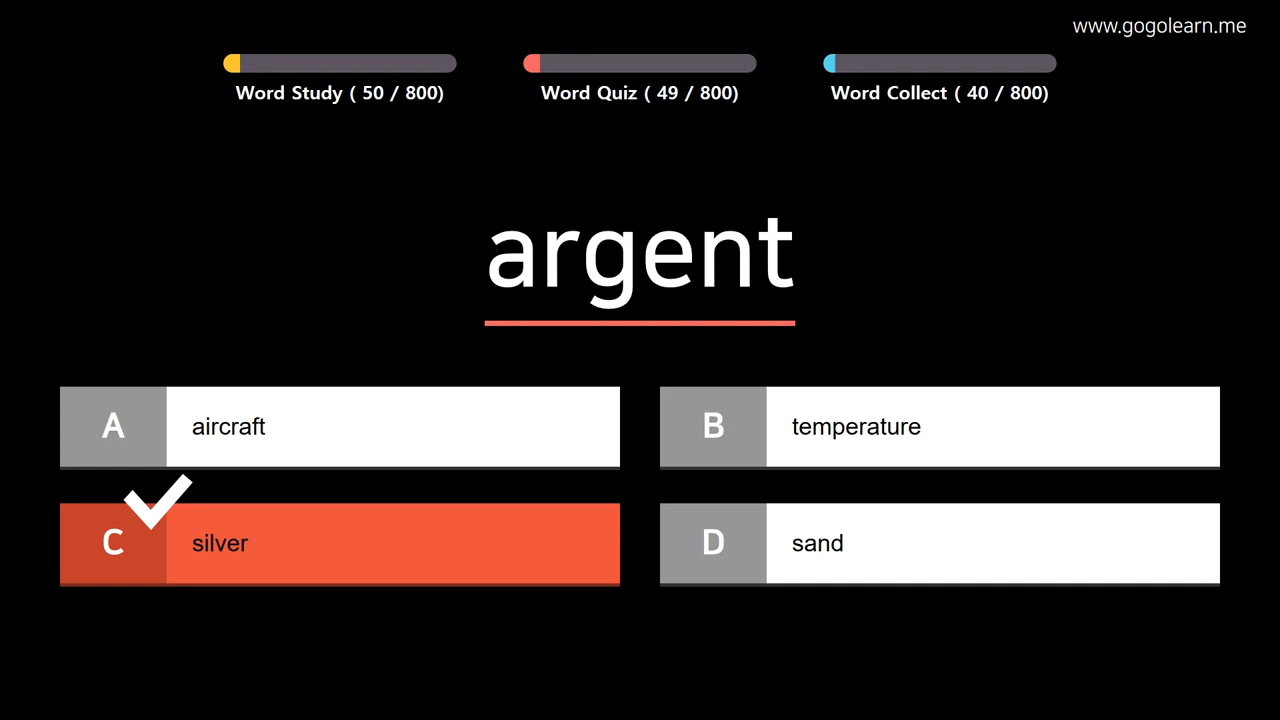 www.gogolearn.me
Word Study ( 50 / 800)
Word Quiz ( 49 / 800)
Word Collect ( 40 / 800)
argent
A aircraft
B temperature
C silver
D sand